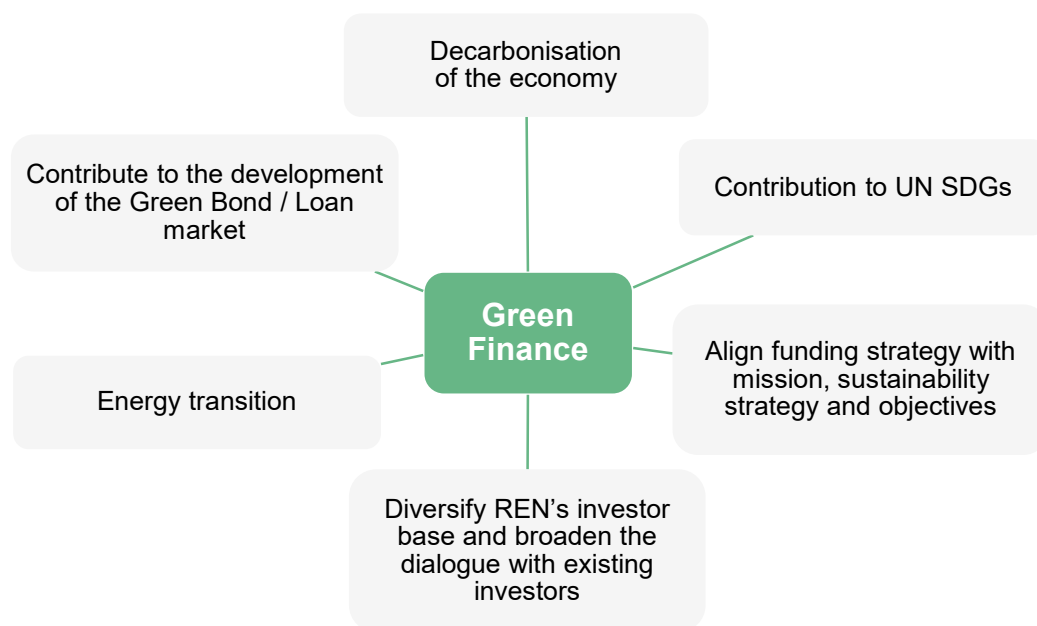 Decarbonisation
of the economy
Contribute to the development
of the Green Bond / Loan
market
Contribution to UN SDGs
Green
Finance
Align funding strategy with
mission, sustainability
strategy and objectives
Energy transition
Diversify REN’s investor
base and broaden the
dialogue with existing
investors